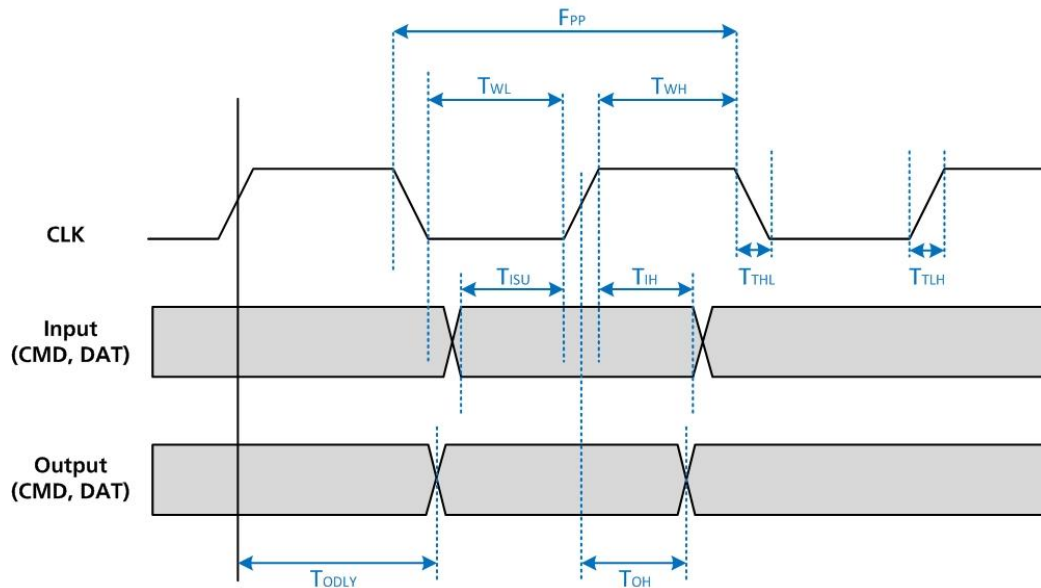 FPP
TWL
TWH
CLK
TISU
TIH
TTHL
TTLH
Input
(CMD, DAT)
Output
(CMD, DAT)
TODLY
TOH